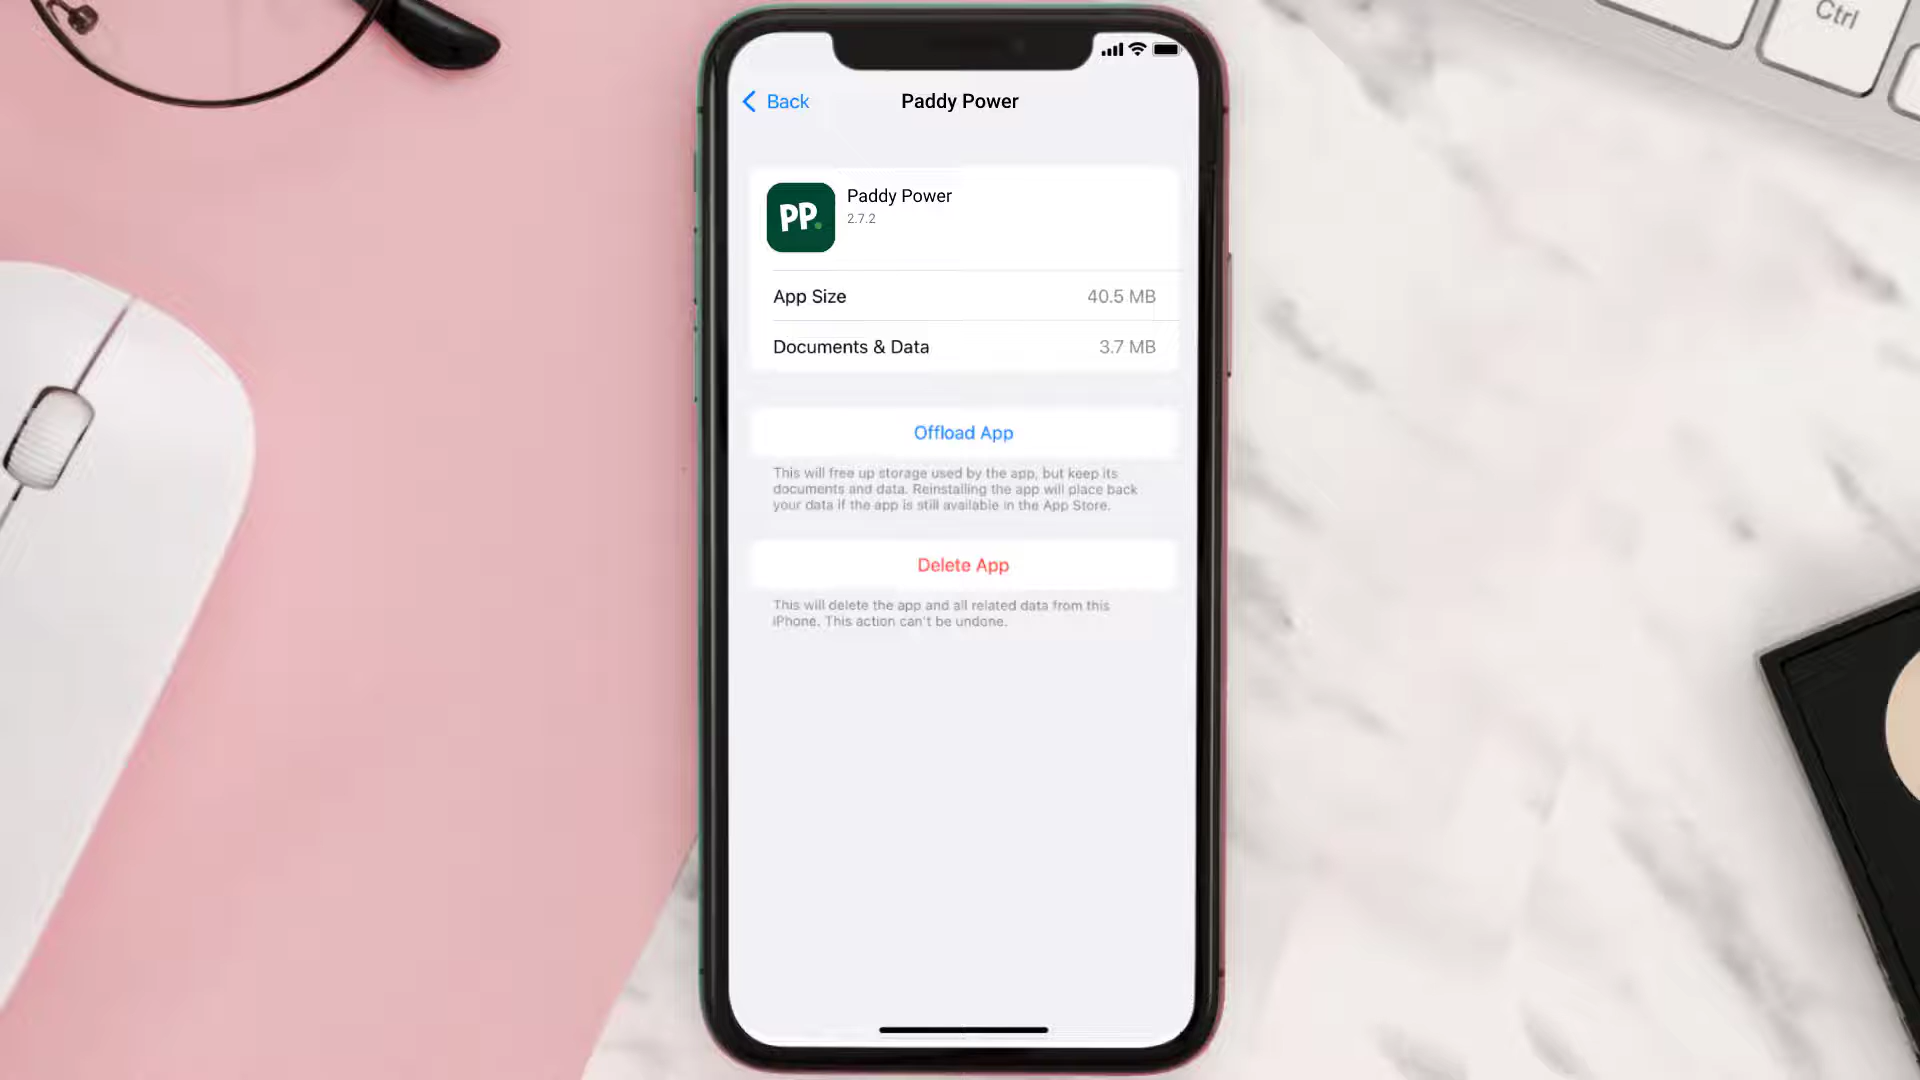 Ctrl
Back
Paddy Power
PP.
Paddy Power
2.7.2
App Size
40.5 MB
Documents & Data
3.7 MB
Offload App
This will free up storage used by the app, but keep its
documents and data. Reinstalling the app will place back
your data if the app is still available in the App Store.
Delete App
This will delete the app and all related data from this
iPhone. This action can't be undone.